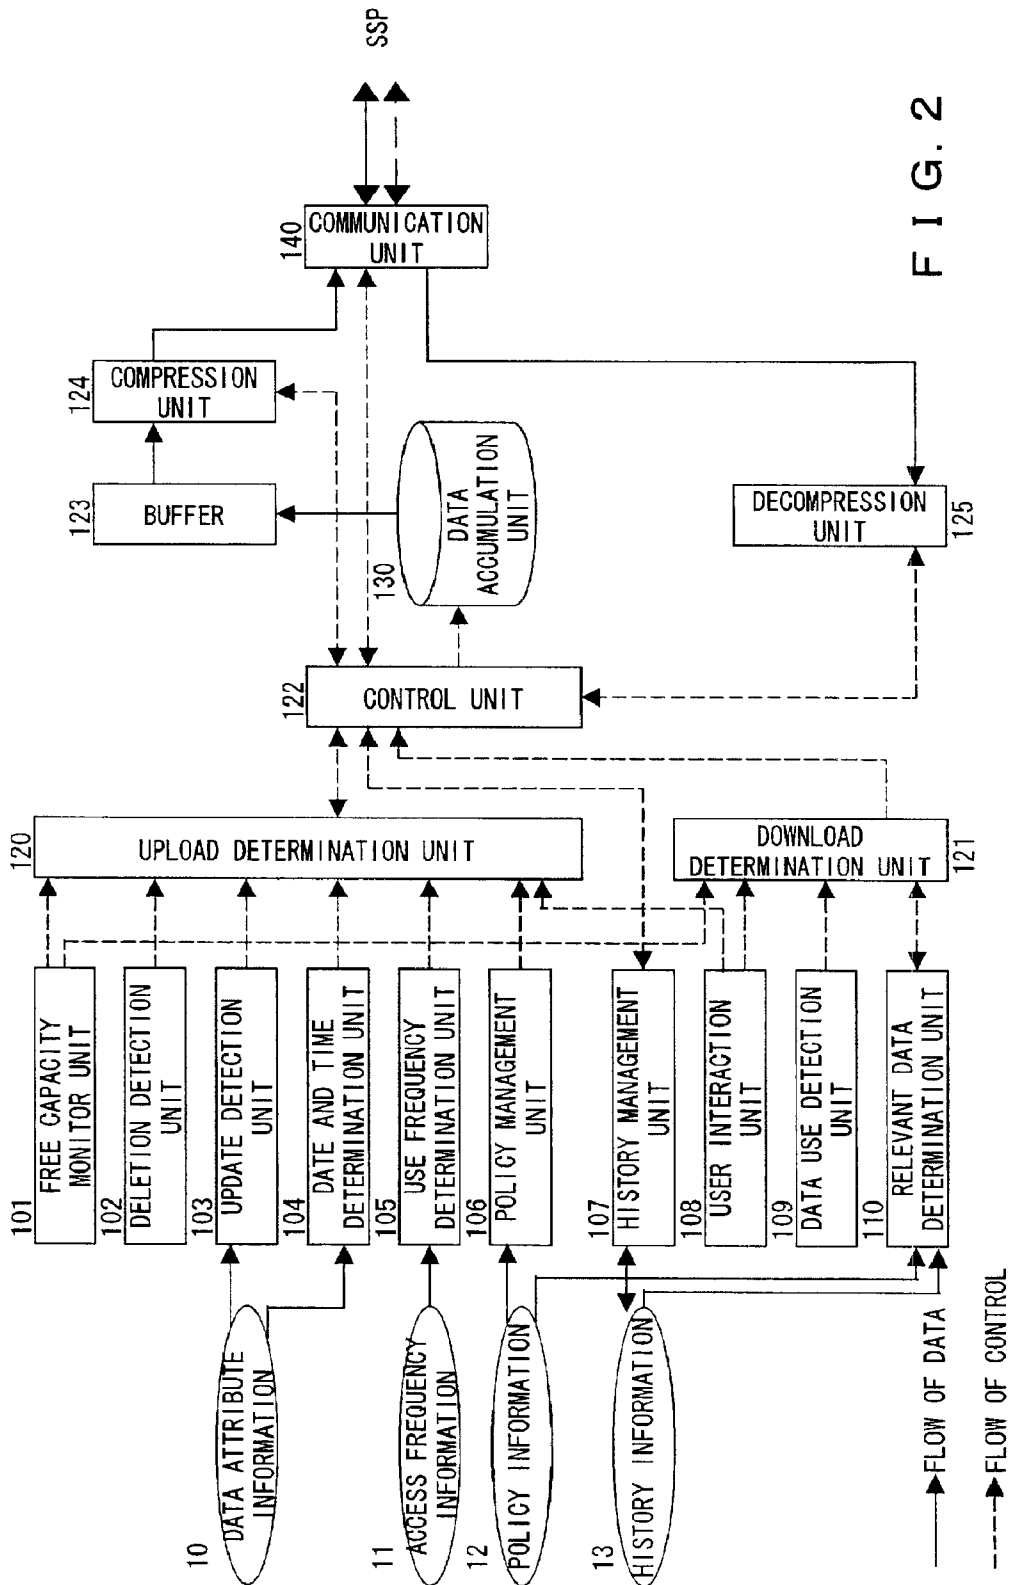 10
DATA ATTRIBUTE
INFORMATION
11
ACCESS FREQUENCY
INFORMATION
12
POLICY INFORMATION
13
HISTORY INFORMATION
101
FREE CAPACITY
MONITOR UNIT
102
DELETION DETECTION
UNIT
103
UPDATE DETECTION
UNIT
104
DATE AND TIME
DETERMINATION UNIT
105
USE FREQUENCY
DETERMINATION UNIT
106
POLICY MANAGEMENT
UNIT
107
HISTORY MANAGEMENT
UNIT
108
USER INTERACTION
UNIT
109
DATA USE DETECTION
UNIT
110
RELEVANT DATA
DETERMINATION UNIT
120
UPLOAD DETERMINATION UNIT
DOWNLOAD
DETERMINATION UNIT
121
122
CONTROL UNIT
123
BUFFER
124
COMPRESSION
UNIT
130
DATA
ACCUMULATION
UNIT
DECOMPRESSION
UNIT
125
140
COMMUNICATION
UNIT
SSP
FLOW OF DATA
FLOW OF CONTROL
FIG. 2